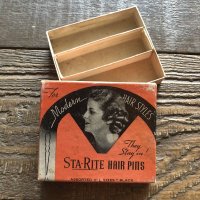 For
Modern
HAIR STYLES
They
Stay in!
STA-RITE HAIR PINS